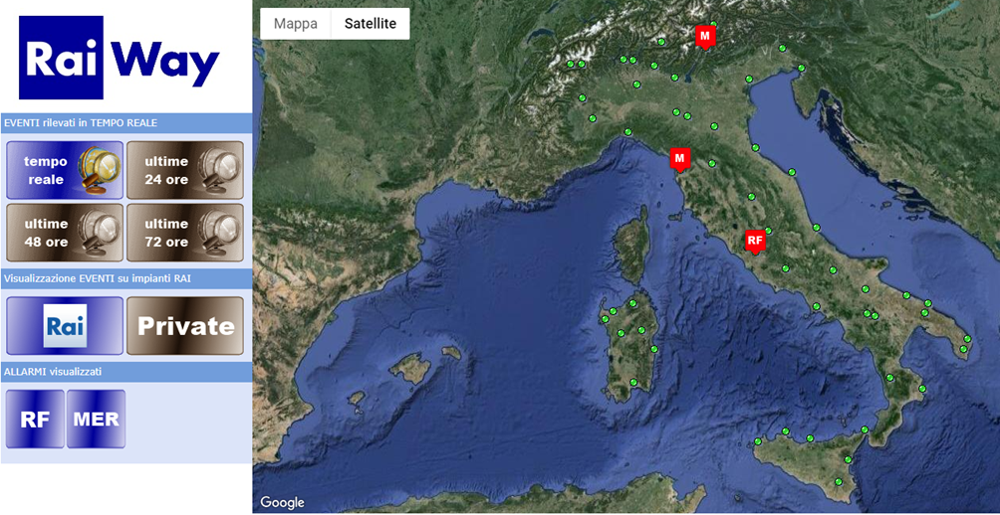 Rai Way
EVENTI rilevati in TEMPO REALE
tempo
reale
ultime
24 ore
ultime
48 ore
ultime
72 ore
Visualizzazione EVENTI su impianti RAI
Rai
Private
ALLARMI visualizzati
RF
MER
Mappa
Satellite
M
M
RF
Google